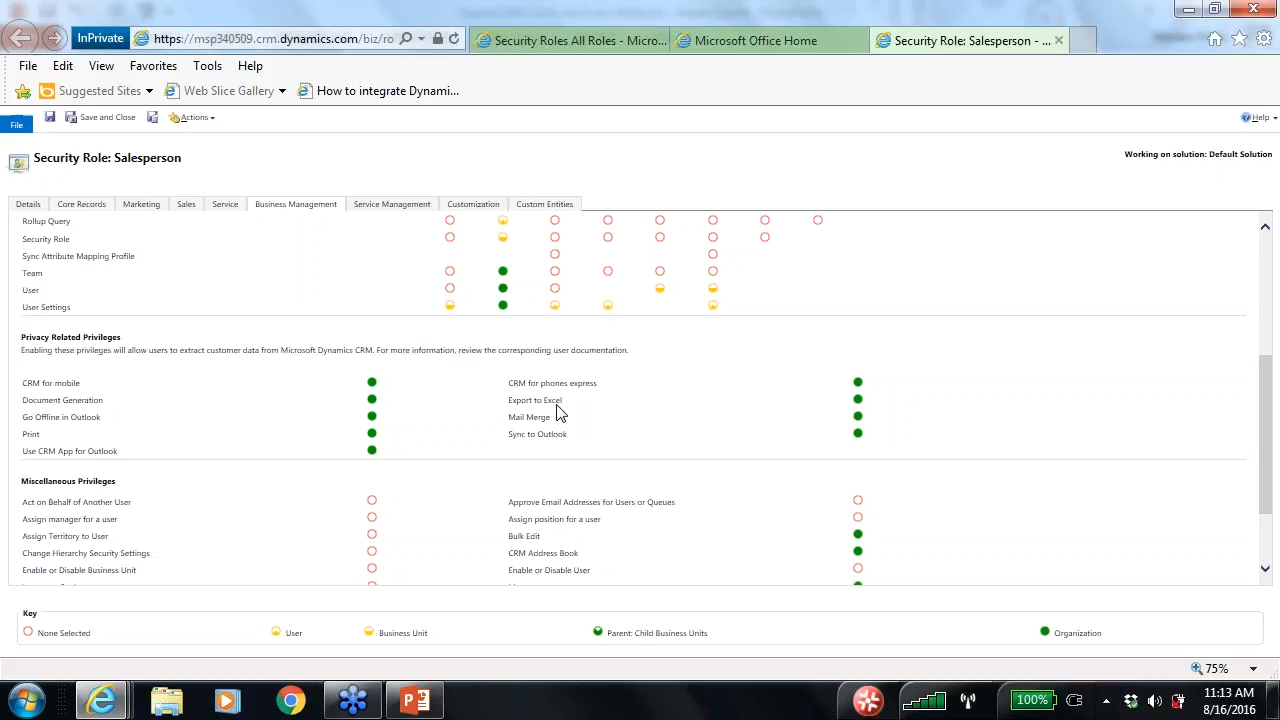 InPrivate
https://msp340509.crm.dynamics.com/biz/ro
Security Roles All Roles - Micro...
Microsoft Office Home
Security Role: Salesperson - ...
File Edit View Favorites Tools Help
Suggested Sites Web Slice Gallery How to integrate Dynami...
File Save and Close Actions Help
Security Role: Salesperson
Working on solution: Default Solution
Details Core Records Marketing Sales Service Business Management Service Management Customization Custom Entities
Rollup Query
Security Role
Sync Attribute Mapping Profile
Team
User
User Settings
Privacy Related Privileges
Enabling these privileges will allow users to extract customer data from Microsoft Dynamics CRM. For more information, review the corresponding user documentation.
CRM for mobile CRM for phones express
Document Generation Export to Excel
Go Offline in Outlook Mail Merge
Print Sync to Outlook
Use CRM App for Outlook
Miscellaneous Privileges
Act on Behalf of Another User Approve Email Addresses for Users or Queues
Assign manager for a user Assign position for a user
Assign Territory to User Bulk Edit
Change Hierarchy Security Settings CRM Address Book
Enable or Disable Business Unit Enable or Disable User
Key
None Selected User Business Unit Parent: Child Business Units Organization
75%
100%
11:13 AM
8/16/2016